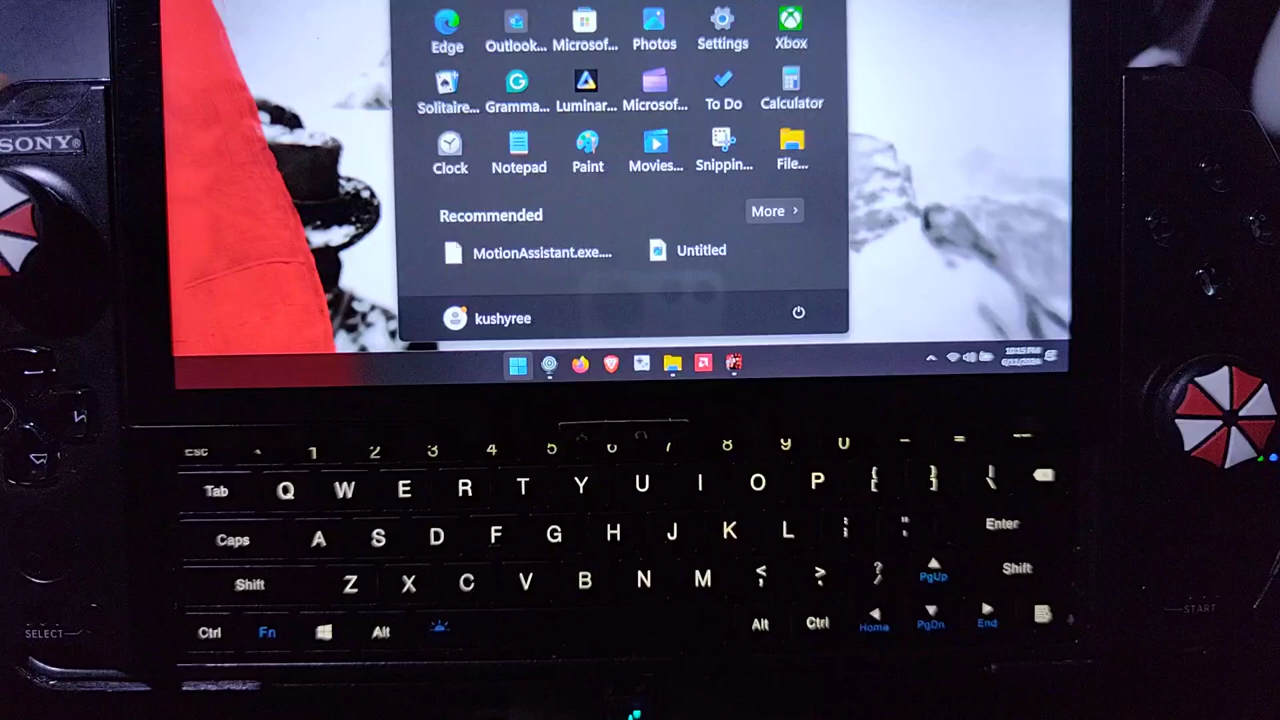 Edge Outlook... Microsof... Photos Settings Xbox
Solitaire... Gramma... Luminar... Microsof... To Do Calculator
Clock Notepad Paint Movies... Snippin... File...
SONY®
Recommended More >
MotionAssistant.exe.... Untitled
kushyree
ESC 1 2 3 4 5 6 7 8 9 0 - =
Tab Q W E R T Y U I O P { [ } ] | \
Caps A S D F G H J K L : ; " ' Enter
Shift Z X C V B N M < , > . ? / PgUp Shift
SELECT START
Ctrl Fn Alt Alt Ctrl Home PgDn End